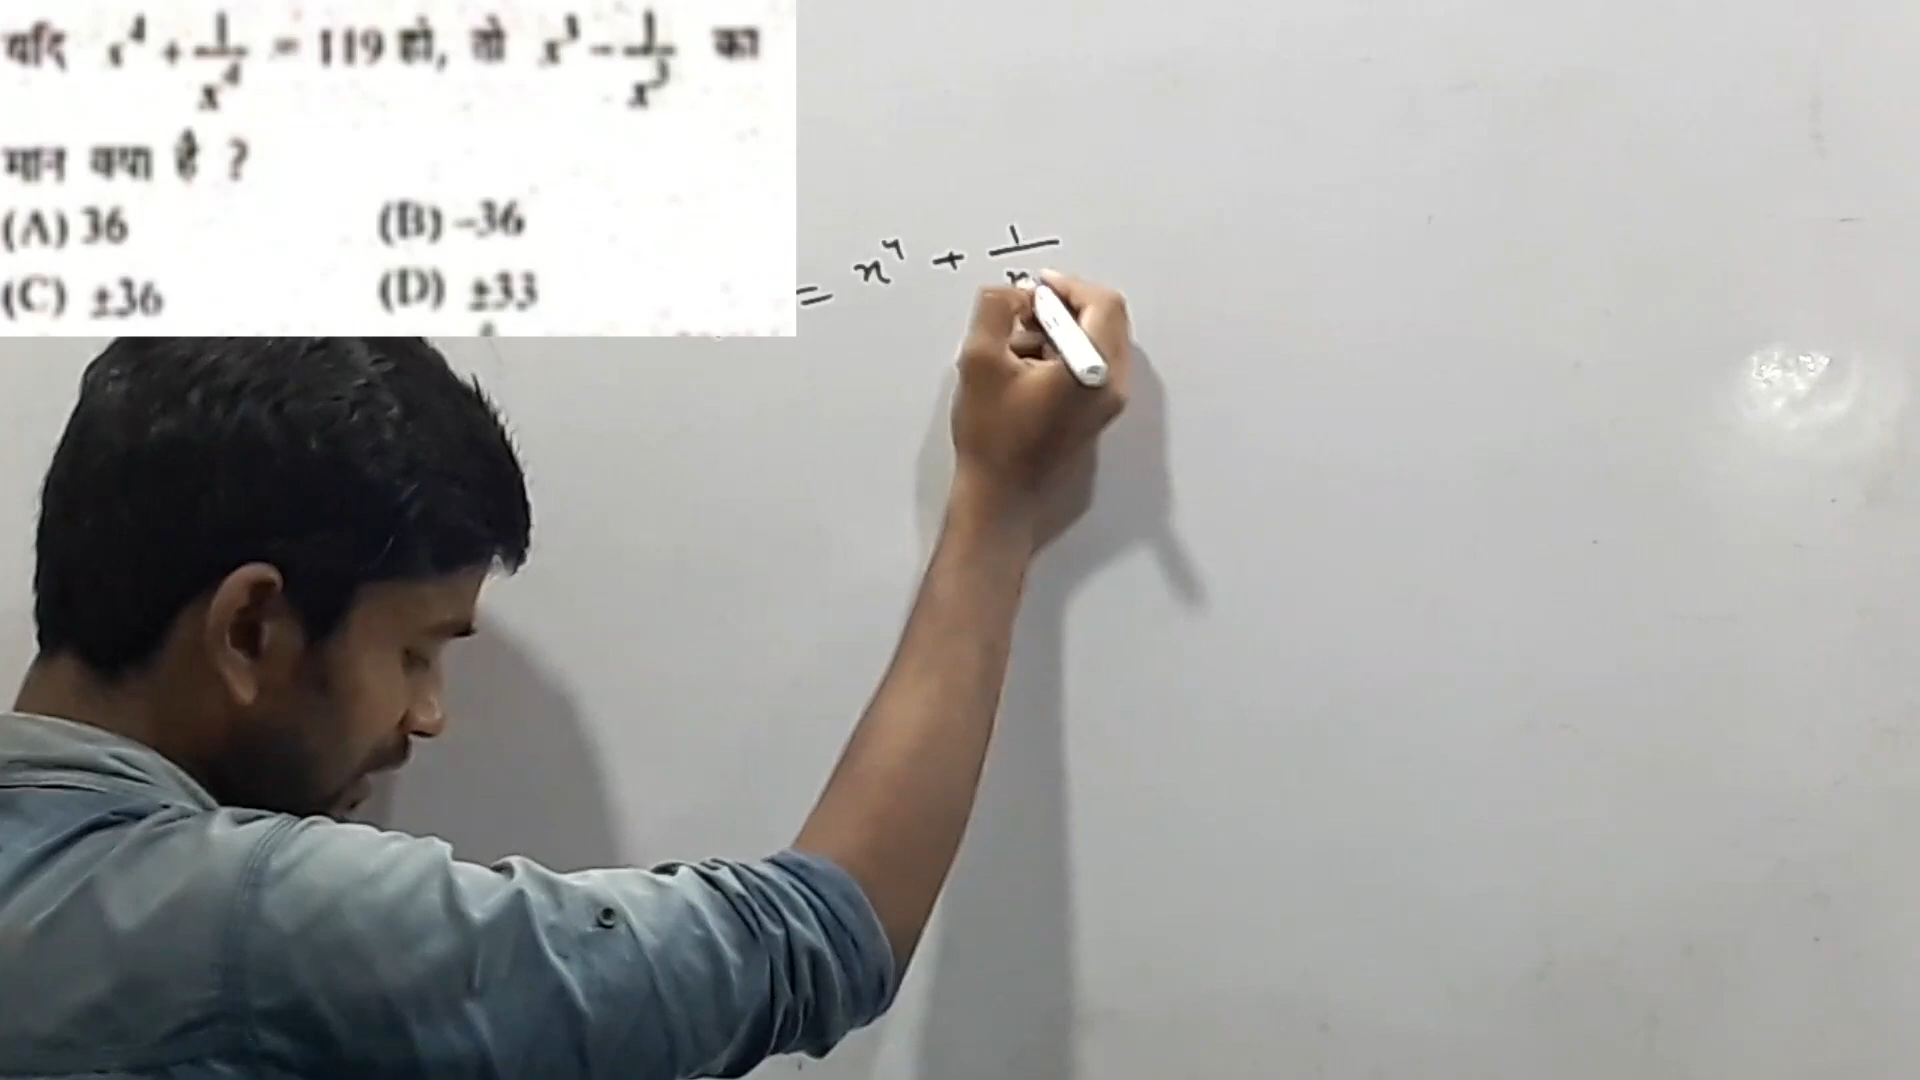 यदि x⁴ + 1/x⁴ = 119 हो, तो x³ − 1/x³ का
मान क्या है ?
(A) 36 (B) –36
(C) ±36 (D) ±33
= x⁴ + 1/x